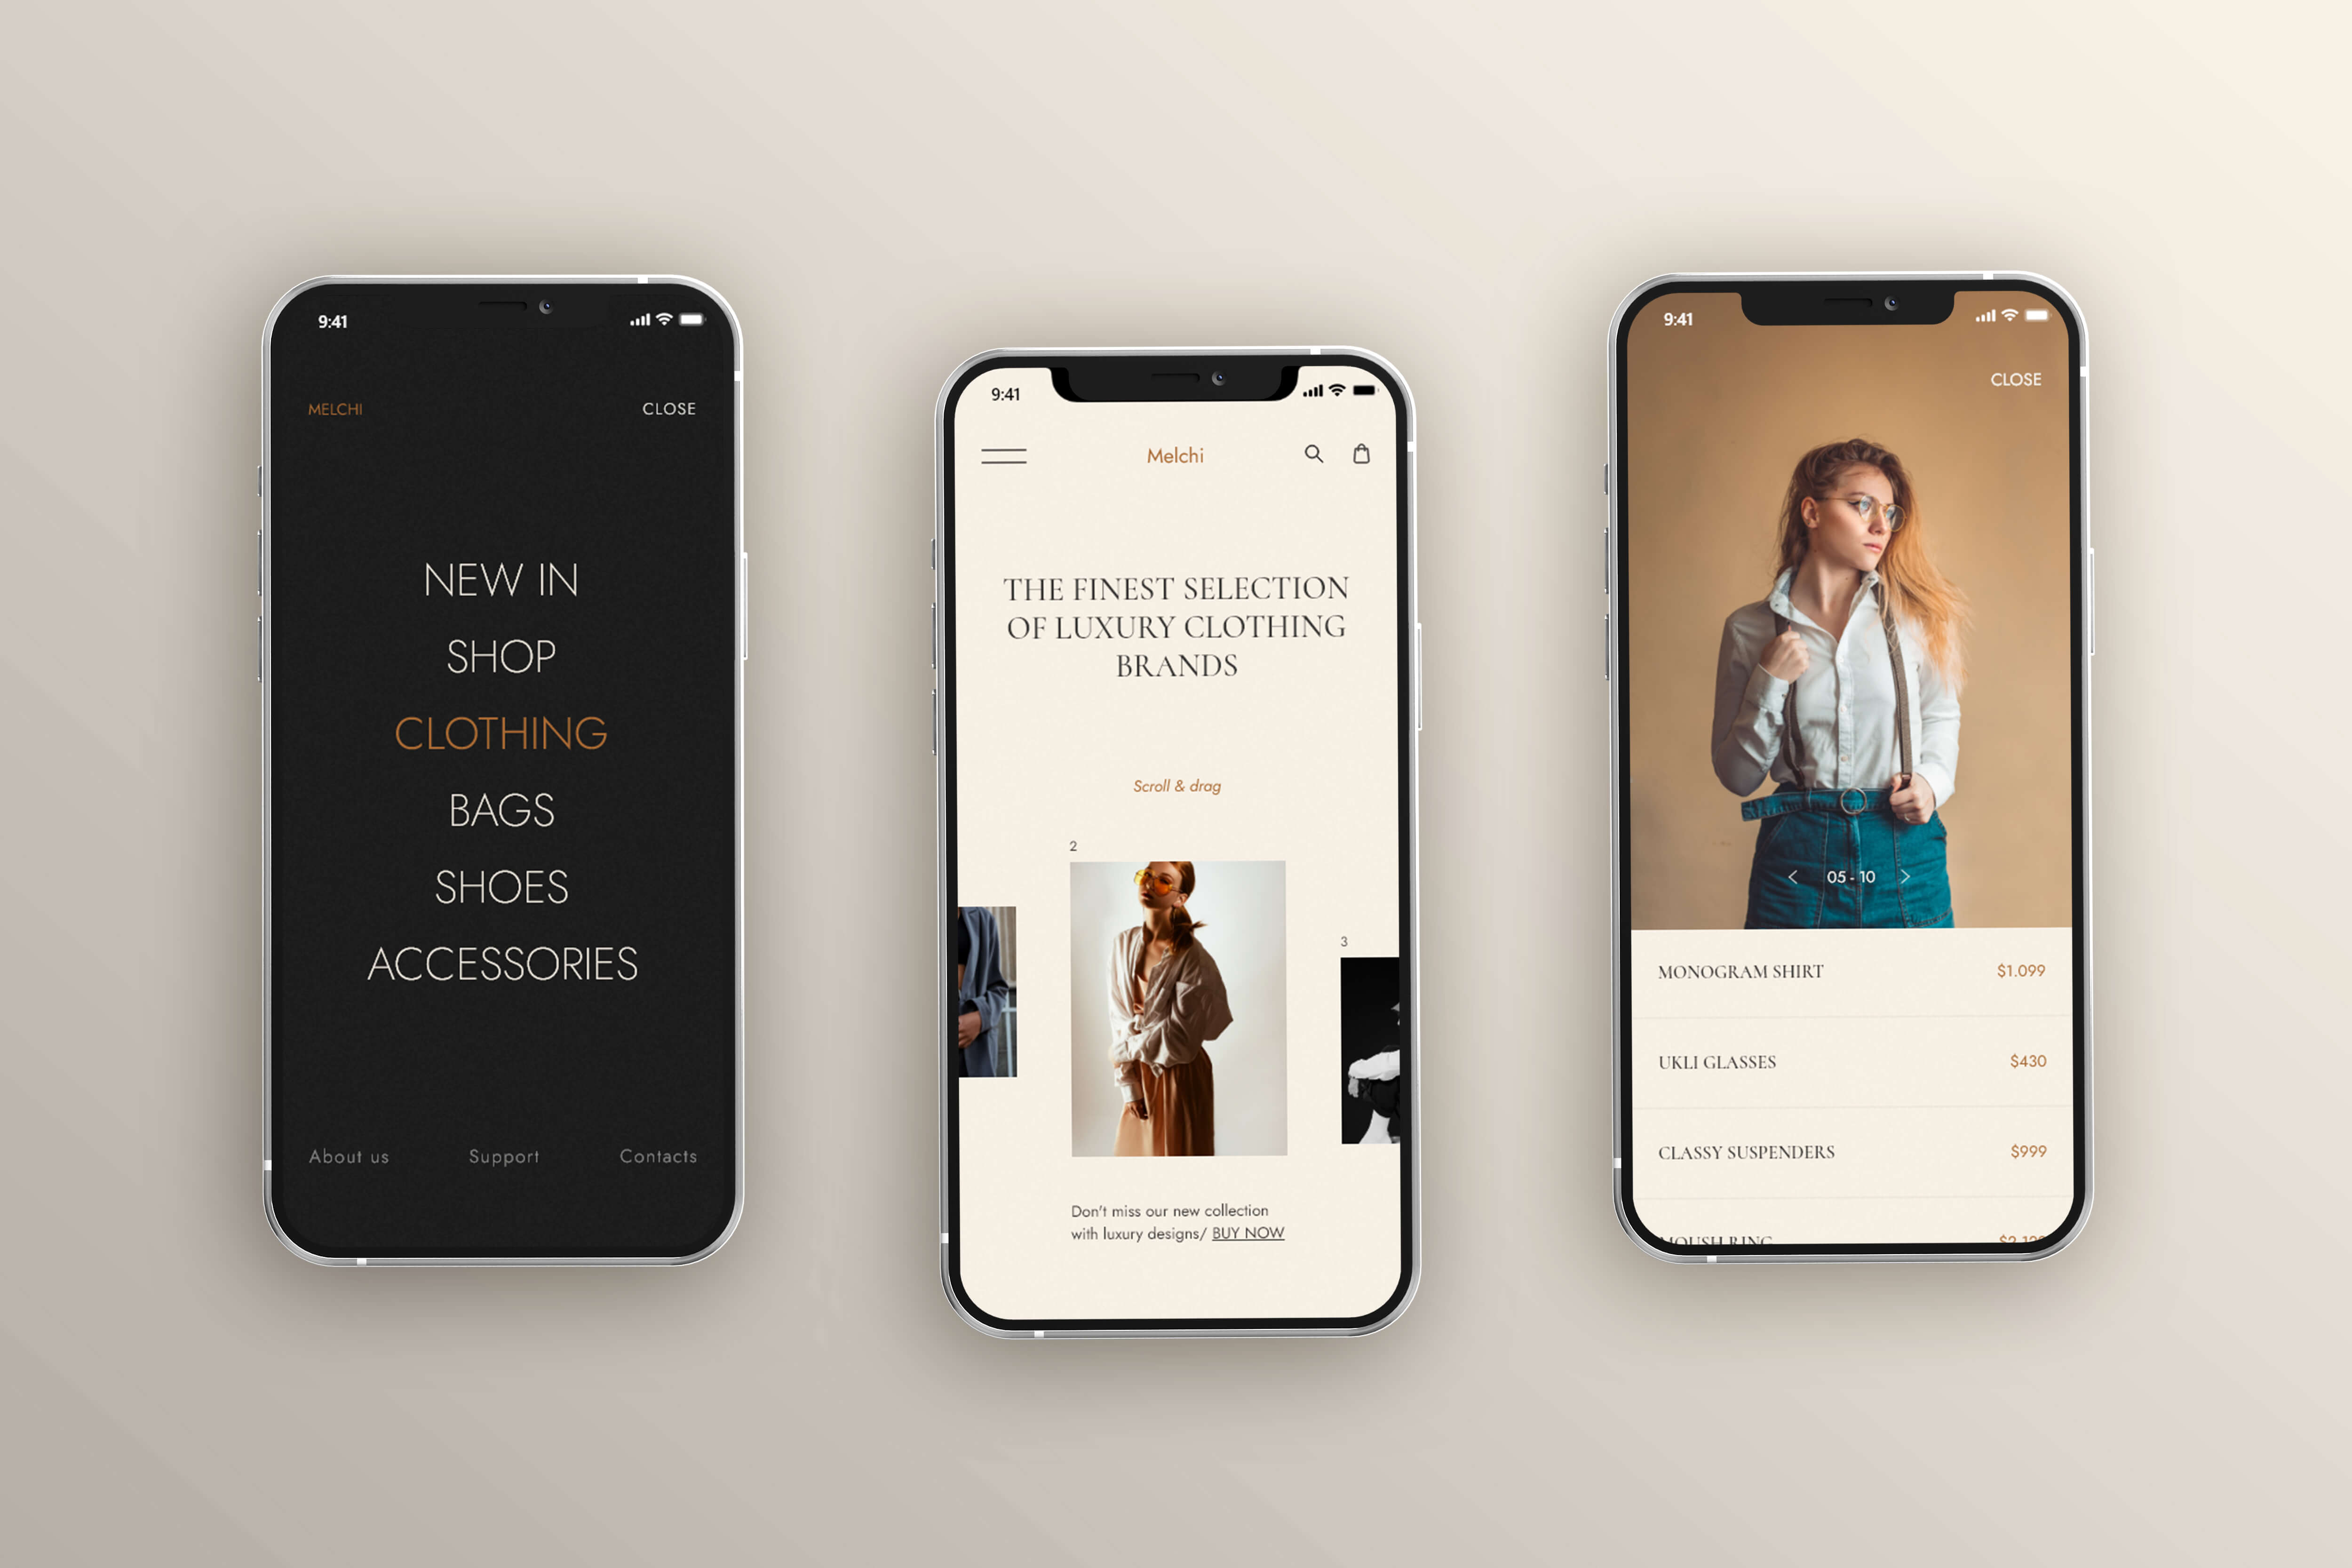 9:41
MELCHI
CLOSE
NEW IN
SHOP
CLOTHING
BAGS
SHOES
ACCESSORIES
About us
Support
Contacts
9:41
Melchi
THE FINEST SELECTION
OF LUXURY CLOTHING
BRANDS
Scroll & drag
2
3
Don't miss our new collection
with luxury designs/ BUY NOW
9:41
CLOSE
05 - 10
MONOGRAM SHIRT
$1.099
UKLI GLASSES
$430
CLASSY SUSPENDERS
$999
MOUSH RING